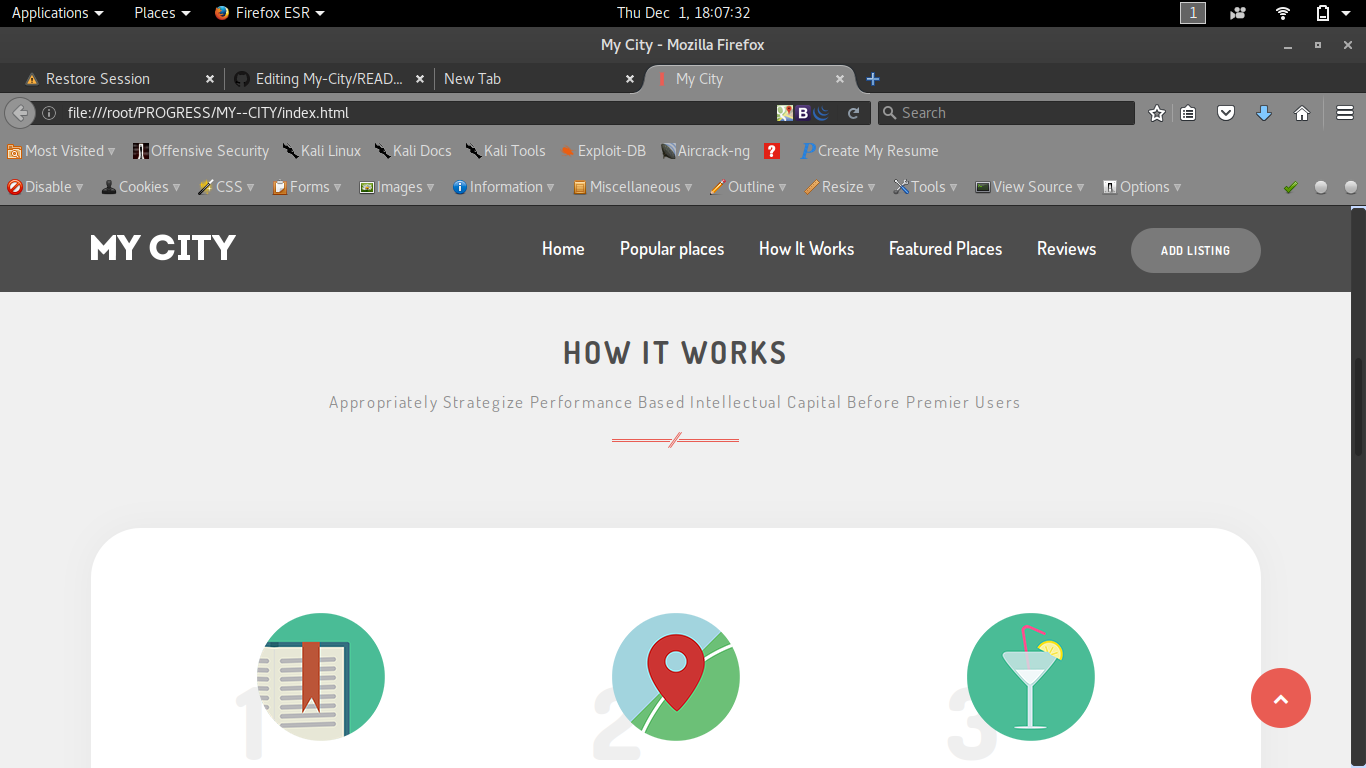 Applications Places Firefox ESR Thu Dec 1, 18:07:32 1
My City - Mozilla Firefox
Restore Session Editing My-City/READ... New Tab My City
file:///root/PROGRESS/MY--CITY/index.html B Search
Most Visited Offensive Security Kali Linux Kali Docs Kali Tools Exploit-DB Aircrack-ng ? Create My Resume
Disable Cookies CSS Forms Images Information Miscellaneous Outline Resize Tools View Source Options
MY CITY Home Popular places How It Works Featured Places Reviews ADD LISTING
HOW IT WORKS
Appropriately Strategize Performance Based Intellectual Capital Before Premier Users
1 2 3